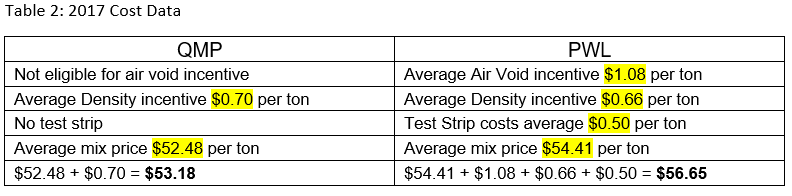 Table 2: 2017 Cost Data
QMP PWL
Not eligible for air void incentive Average Air Void incentive $1.08 per ton
Average Density incentive $0.70 per ton Average Density incentive $0.66 per ton
No test strip Test Strip costs average $0.50 per ton
Average mix price $52.48 per ton Average mix price $54.41 per ton
$52.48 + $0.70 = $53.18 $54.41 + $1.08 + $0.66 + $0.50 = $56.65